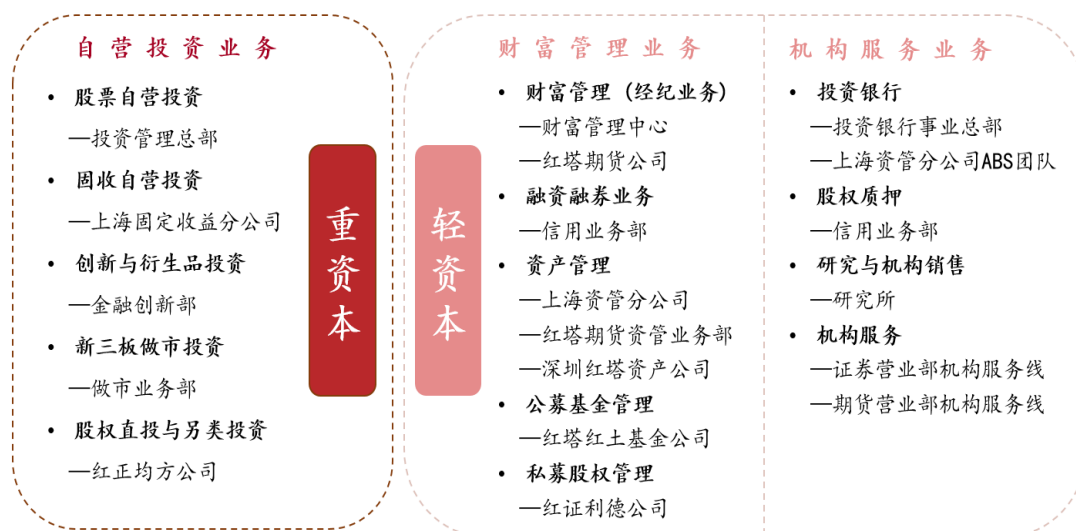 自营投资业务
• 股票自营投资
—投资管理总部
• 固收自营投资
—上海固定收益分公司
• 创新与衍生品投资
—金融创新部
• 新三板做市投资
—做市业务部
• 股权直投与另类投资
—红正均方公司
重资本
轻资本
财富管理业务
• 财富管理（经纪业务）
—财富管理中心
—红塔期货公司
• 融资融券业务
—信用业务部
• 资产管理
—上海资管分公司
—红塔期货资管业务部
—深圳红塔资产公司
• 公募基金管理
—红塔红土基金公司
• 私募股权管理
—红证利德公司
机构服务业务
• 投资银行
—投资银行事业总部
—上海资管分公司ABS团队
• 股权质押
—信用业务部
• 研究与机构销售
—研究所
• 机构服务
—证券营业部机构服务线
—期货营业部机构服务线